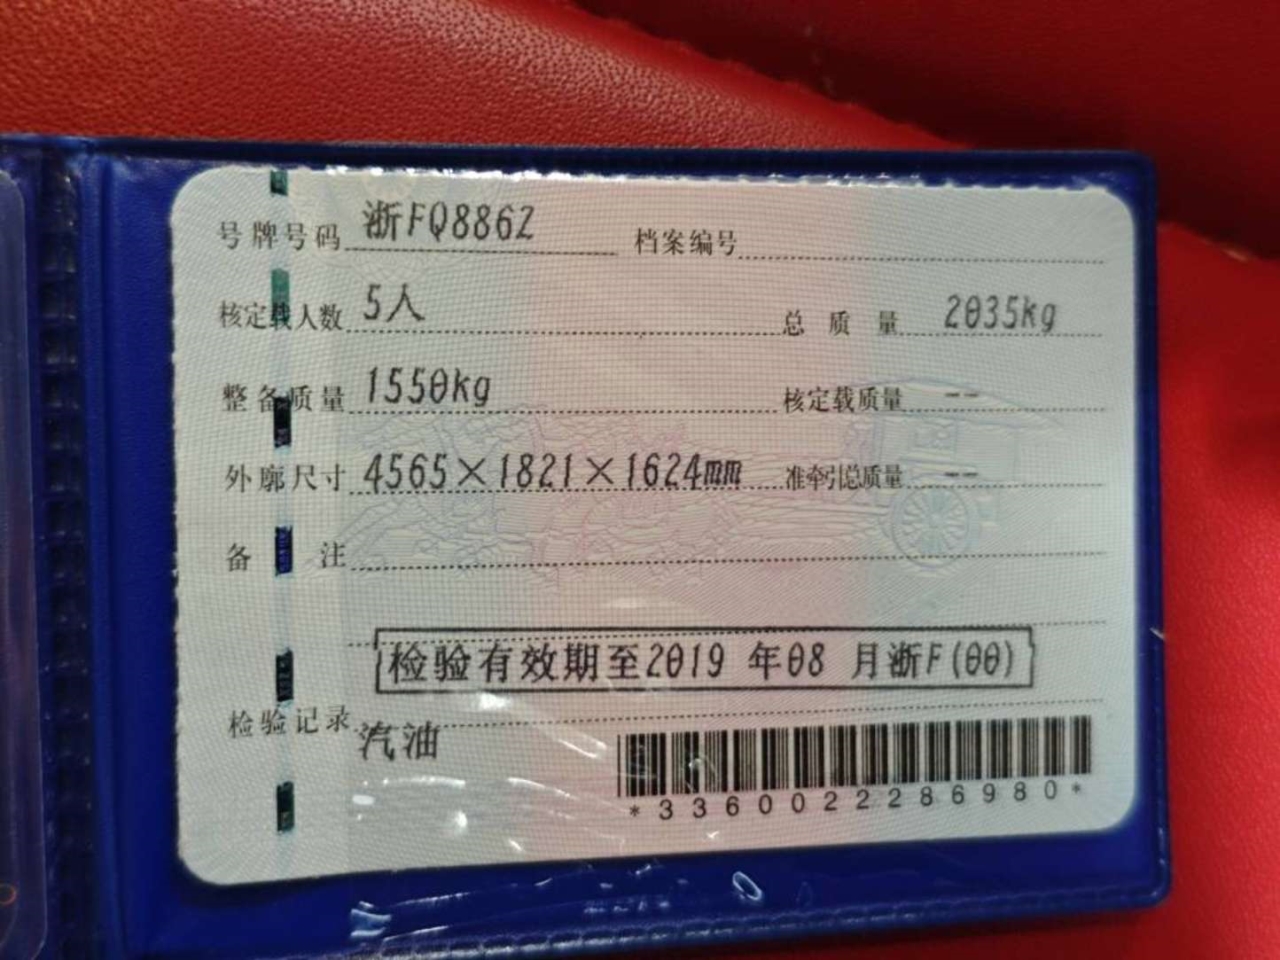 号牌号码 浙FQ8862 档案编号
核定载人数 5人 总质量 2035kg
整备质量 1550kg 核定载质量 --
外廓尺寸 4565×1821×1624mm 准牵引总质量 --
备注
检验有效期至2019年08月浙F(00)
检验记录
汽油
*3360022286980*